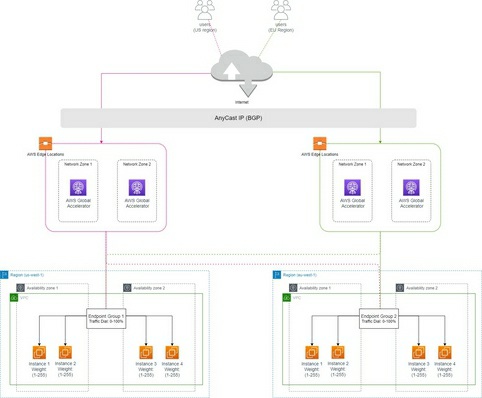 users
(US region)
users
(EU Region)
Internet
AnyCast IP (BGP)
AWS Edge Locations
AWS Edge Locations
Network Zone 1
Network Zone 2
AWS Global
Accelerator
AWS Global
Accelerator
Network Zone 1
Network Zone 2
AWS Global
Accelerator
AWS Global
Accelerator
Region (us-west-1)
Availability zone 1
Availability zone 2
VPC
Endpoint Group 1
Traffic Dial: 0-100%
Instance 1
Weight
(1-255)
Instance 2
Weight
(1-255)
Instance 3
Weight
(1-255)
Instance 4
Weight
(1-255)
Availability zone 1
Availability zone 2
VPC
Endpoint Group 2
Traffic Dial: 0-100%
Instance 1
Weight
(1-255)
Instance 2
Weight
(1-255)
Instance 3
Weight
(1-255)
Instance 4
Weight
(1-255)